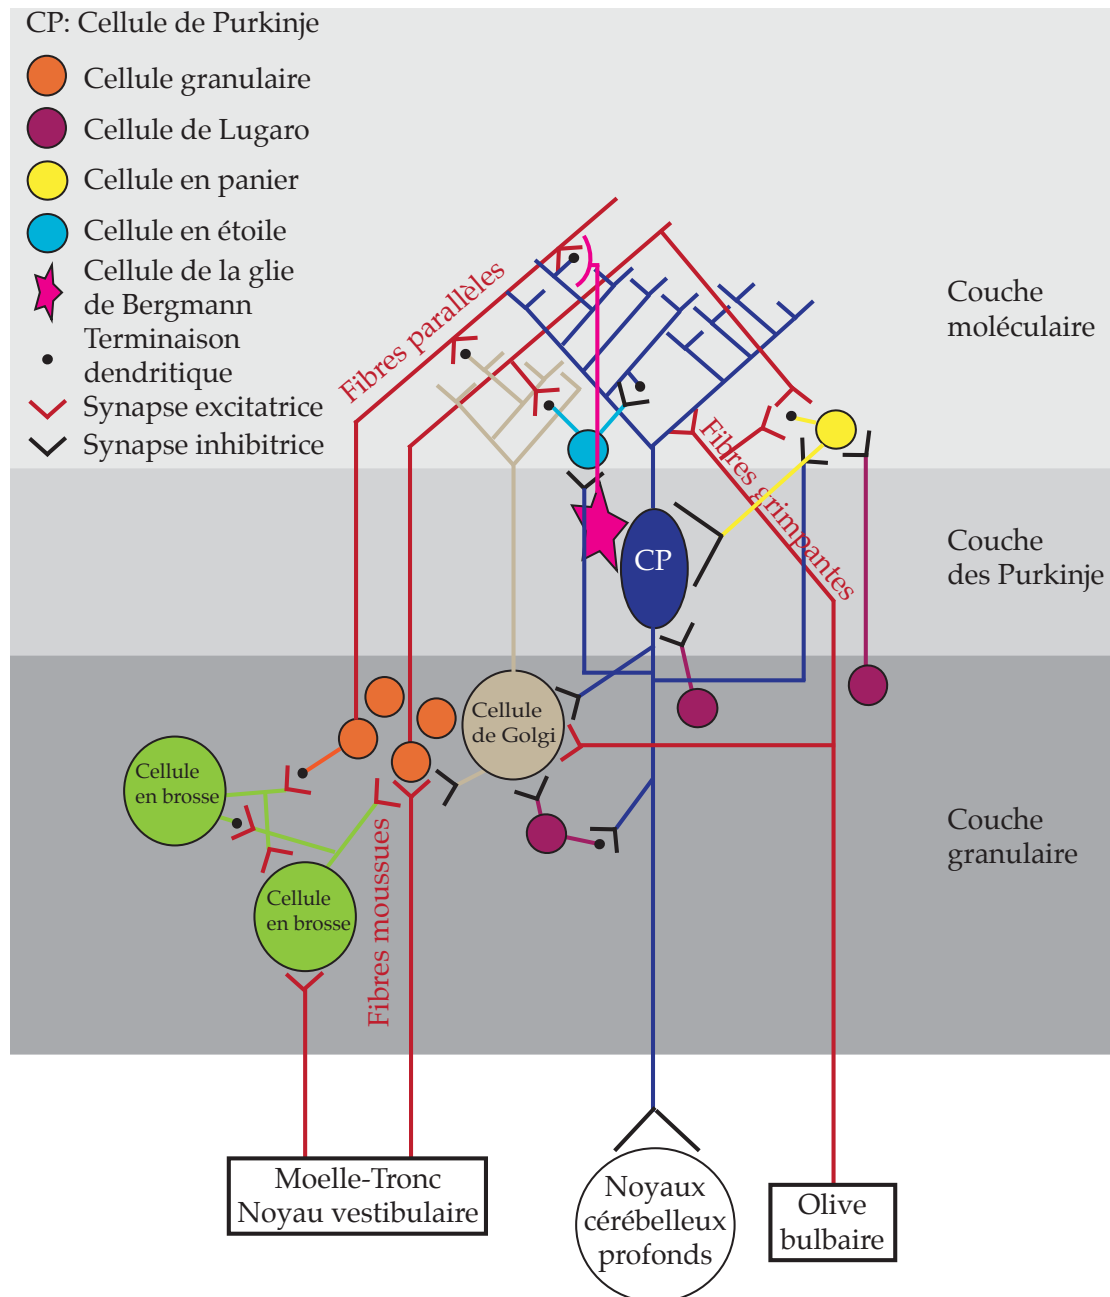 CP: Cellule de Purkinje
Cellule granulaire
Cellule de Lugaro
Cellule en panier
Cellule en étoile
Cellule de la glie
de Bergmann
Terminaison
dendritique
Synapse excitatrice
Synapse inhibitrice
Fibres parallèles
Fibres grimpantes
Couche
moléculaire
CP
Couche
des Purkinje
Cellule
de Golgi
Cellule
en brosse
Cellule
en brosse
Fibres moussues
Couche
granulaire
Moelle-Tronc
Noyau vestibulaire
Noyaux
cérébelleux
profonds
Olive
bulbaire